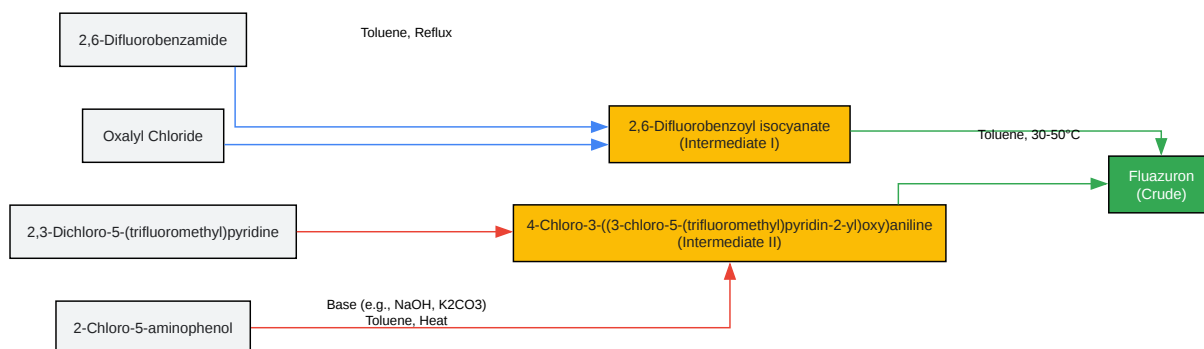 2,6-Difluorobenzamide
Toluene, Reflux
Oxalyl Chloride
2,6-Difluorobenzoyl isocyanate
(Intermediate I)
Toluene, 30-50°C
Fluazuron
(Crude)
2,3-Dichloro-5-(trifluoromethyl)pyridine
4-Chloro-3-((3-chloro-5-(trifluoromethyl)pyridin-2-yl)oxy)aniline
(Intermediate II)
Base (e.g., NaOH, K2CO3)
Toluene, Heat
2-Chloro-5-aminophenol